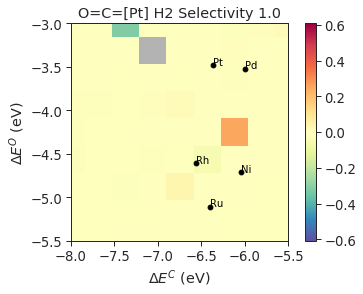 O=C=[Pt] H2 Selectivity 1.0
−3.0
−3.5
−4.0
−4.5
−5.0
−5.5
ΔE^O (eV)
Pt
Pd
Rh
Ni
Ru
−8.0 −7.5 −7.0 −6.5 −6.0 −5.5
ΔE^C (eV)
0.6
0.4
0.2
0.0
−0.2
−0.4
−0.6